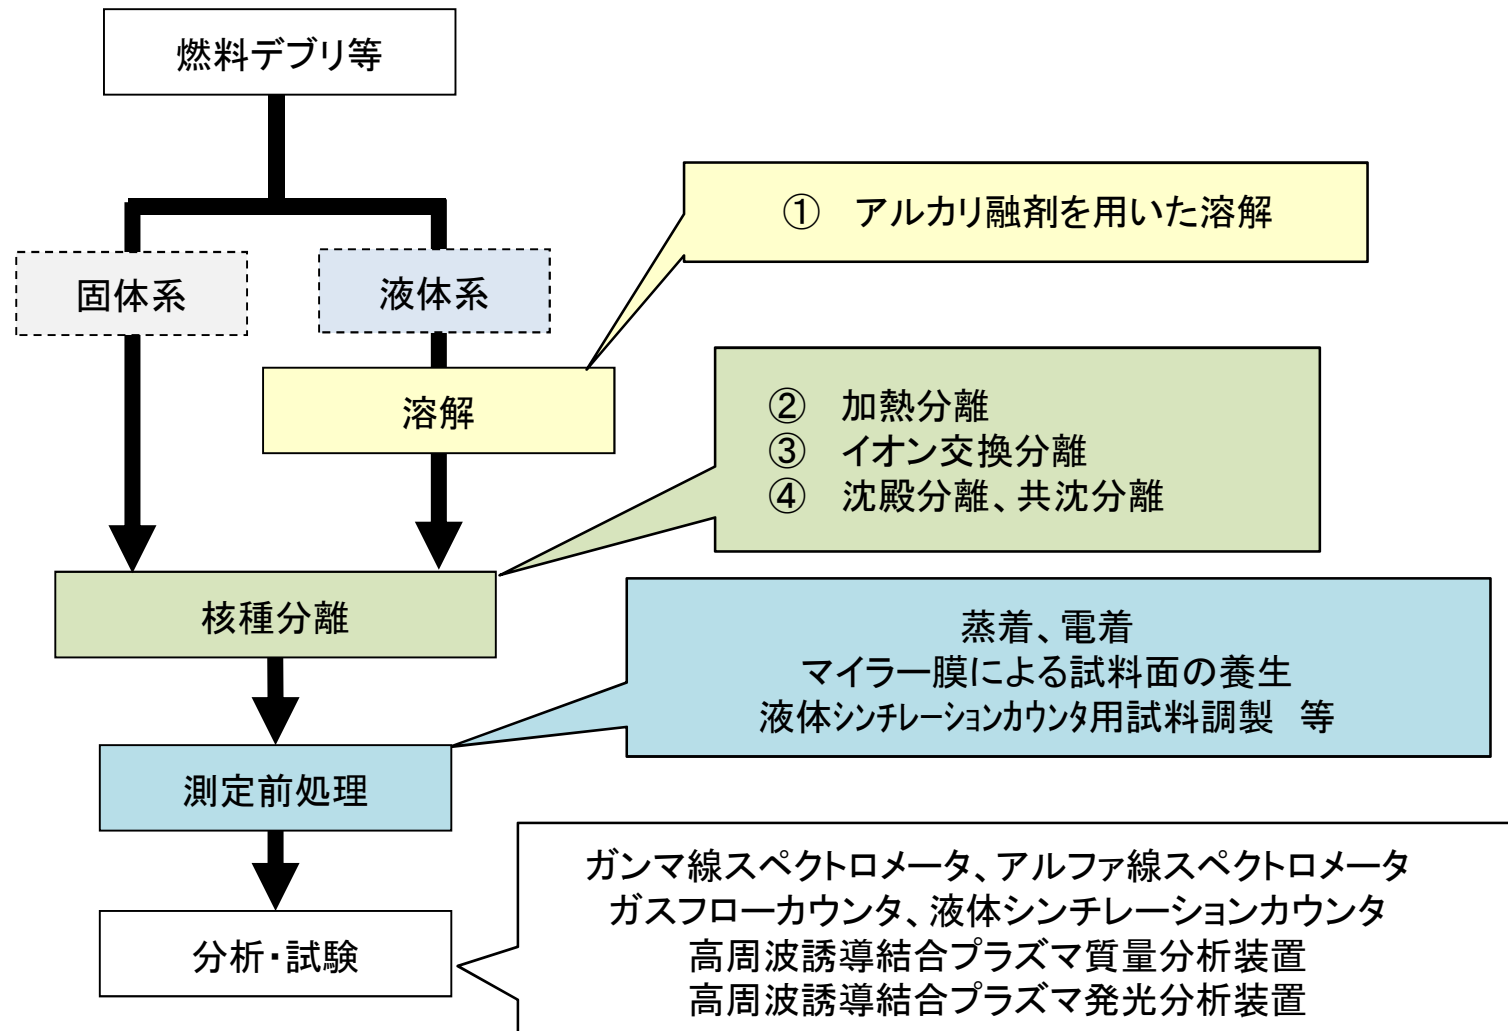 燃料デブリ等
① アルカリ融剤を用いた溶解
固体系
液体系
溶解
② 加熱分離
③ イオン交換分離
④ 沈殿分離、共沈分離
核種分離
蒸着、電着
マイラー膜による試料面の養生
液体シンチレーションカウンタ用試料調製 等
測定前処理
ガンマ線スペクトロメータ、アルファ線スペクトロメータ
ガスフローカウンタ、液体シンチレーションカウンタ
高周波誘導結合プラズマ質量分析装置
高周波誘導結合プラズマ発光分析装置
分析・試験